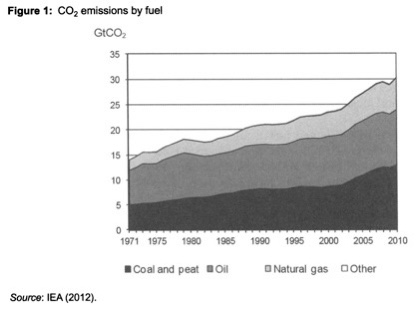 Figure 1: CO₂ emissions by fuel
GtCO₂
35
30
25
20
15
10
5
0
1971 1975 1980 1985 1990 1995 2000 2005 2010
Coal and peat Oil Natural gas Other
Source: IEA (2012).